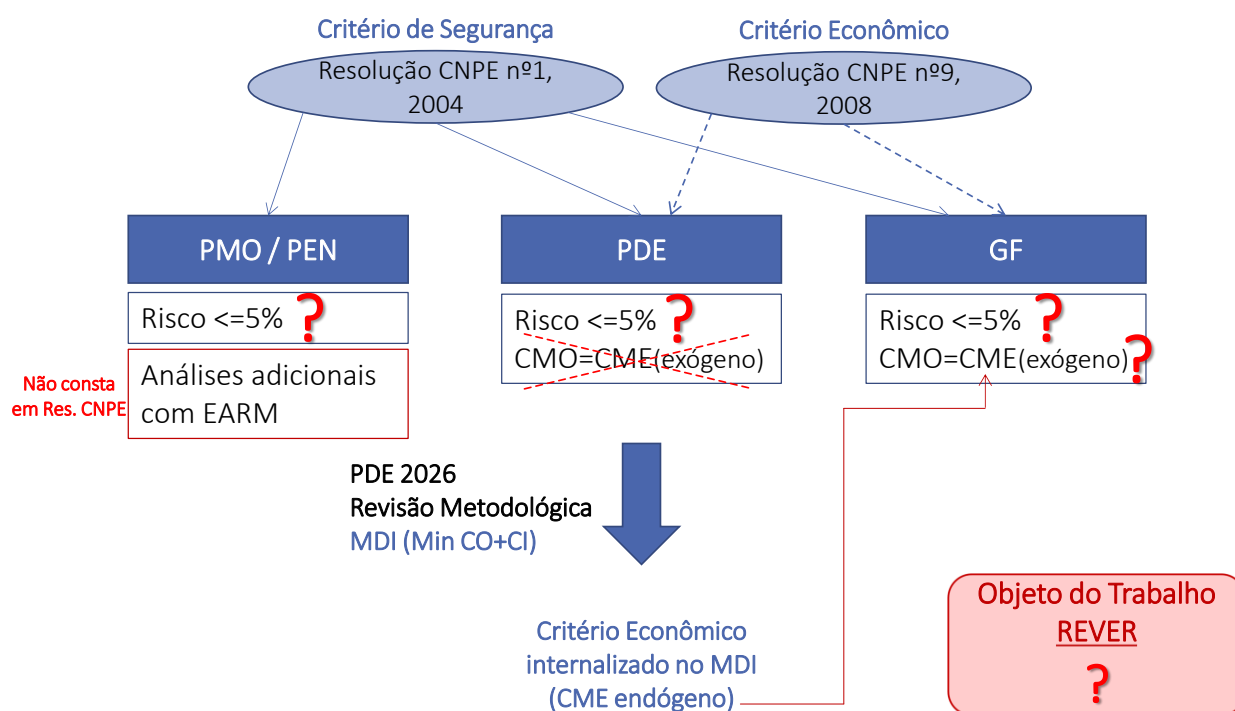 Critério de Segurança
Critério Econômico
Resolução CNPE nº1,
2004
Resolução CNPE nº9,
2008
PMO / PEN
PDE
GF
Risco <=5% ?
Risco <=5% ?
CMO=CME(exógeno)
Risco <=5% ?
CMO=CME(exógeno) ?
Não consta
em Res. CNPE
Análises adicionais
com EARM
PDE 2026
Revisão Metodológica
MDI (Min CO+CI)
Critério Econômico
internalizado no MDI
(CME endógeno)
Objeto do Trabalho
REVER
?